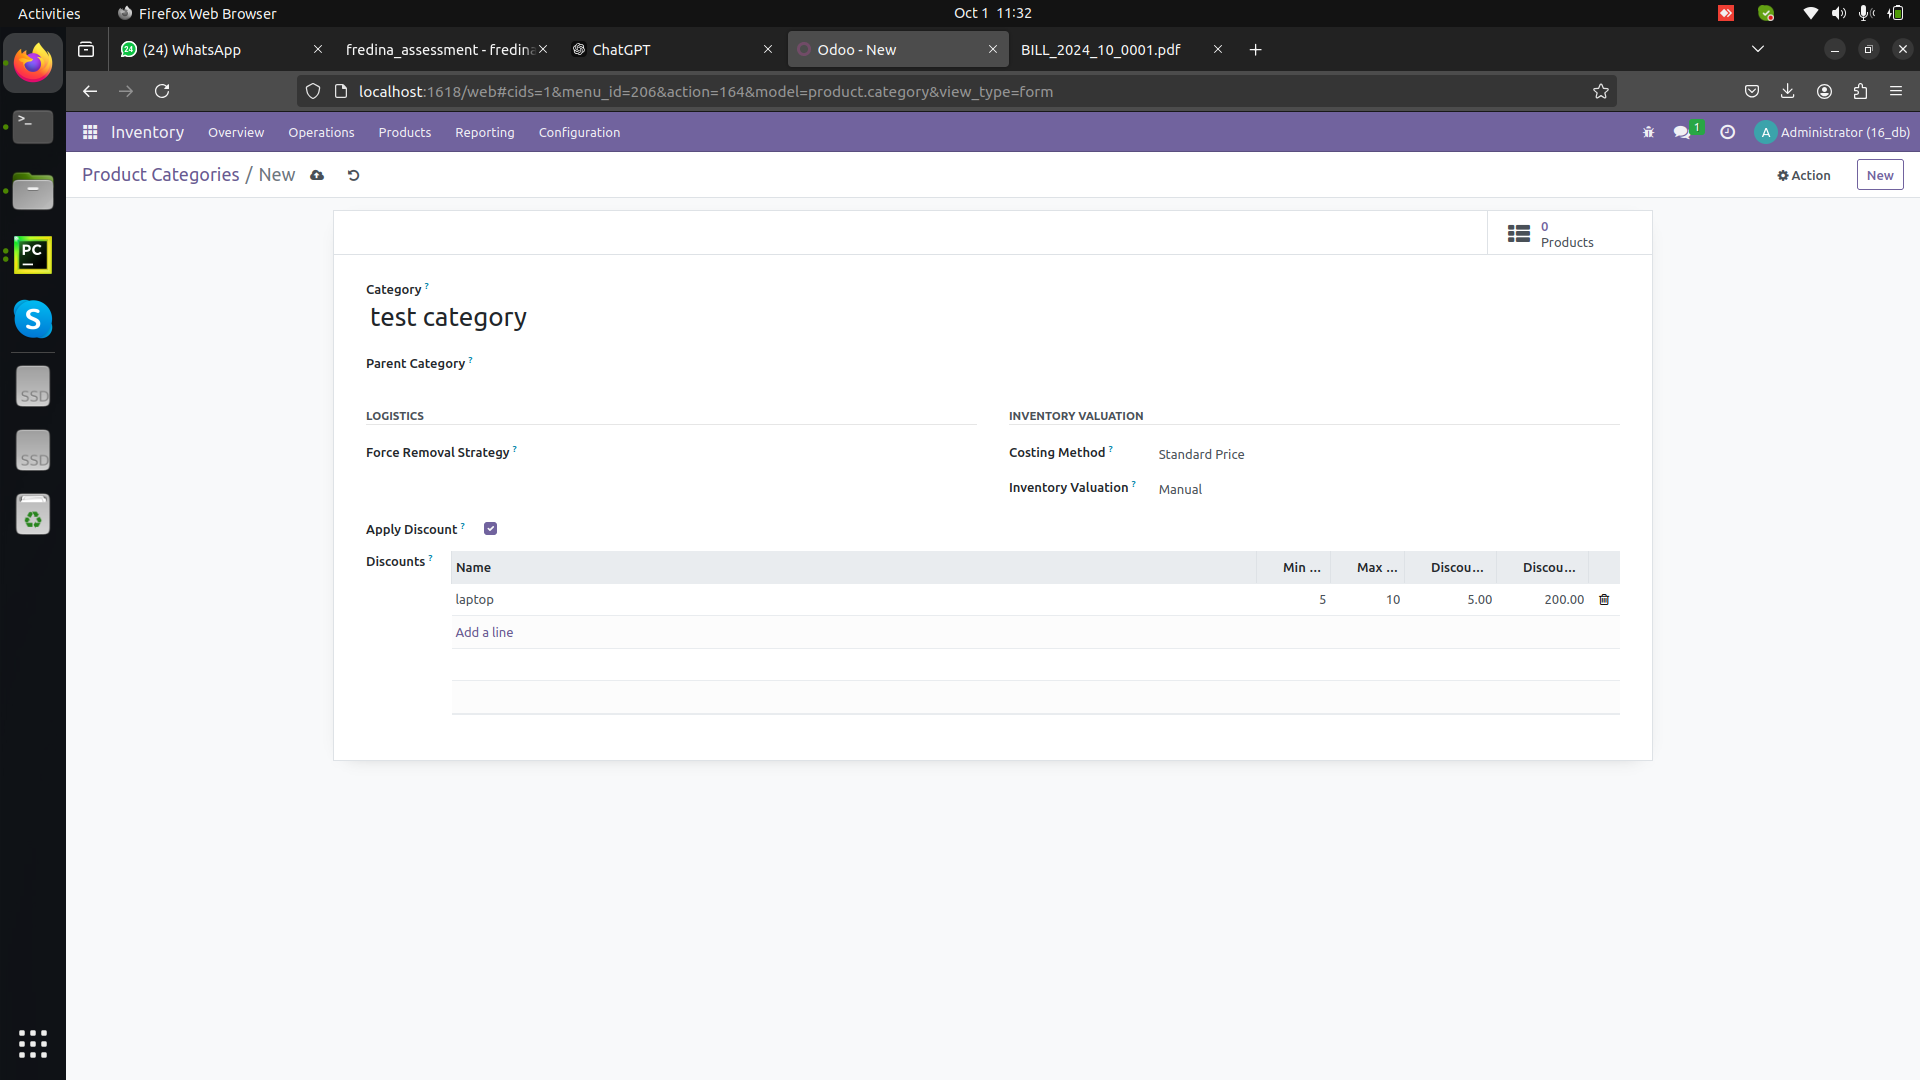 Activities Firefox Web Browser Oct 1 11:32
(24) WhatsApp fredina_assessment - fredina ChatGPT Odoo - New BILL_2024_10_0001.pdf
localhost:1618/web#cids=1&menu_id=206&action=164&model=product.category&view_type=form
Inventory Overview Operations Products Reporting Configuration 1 A Administrator (16_db)
Product Categories / New Action New
0
Products
Category ?
test category
Parent Category ?
LOGISTICS INVENTORY VALUATION
Force Removal Strategy ? Costing Method ? Standard Price
Inventory Valuation ? Manual
Apply Discount ?
Discounts ? Name Min ... Max ... Discou... Discou...
laptop 5 10 5.00 200.00
Add a line
PC
S
SSD
SSD